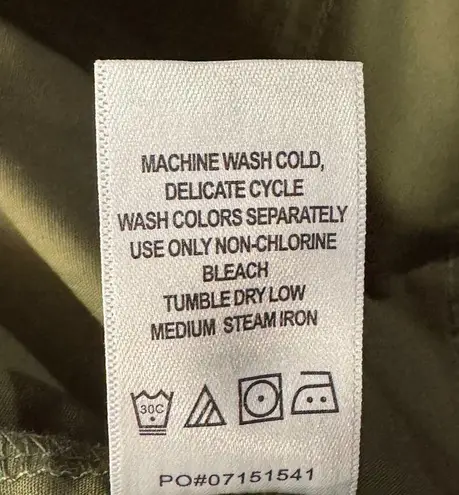 MACHINE WASH COLD,
DELICATE CYCLE
WASH COLORS SEPARATELY
USE ONLY NON-CHLORINE
BLEACH
TUMBLE DRY LOW
MEDIUM STEAM IRON
30C
PO#07151541